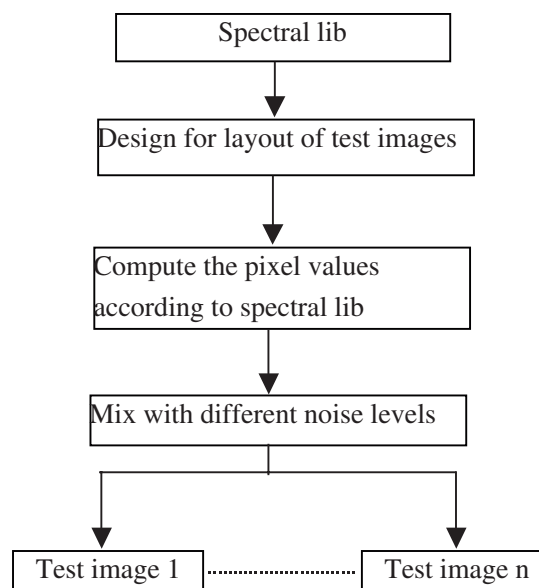 Spectral lib
Design for layout of test images
Compute the pixel values
according to spectral lib
Mix with different noise levels
Test image 1
Test image n